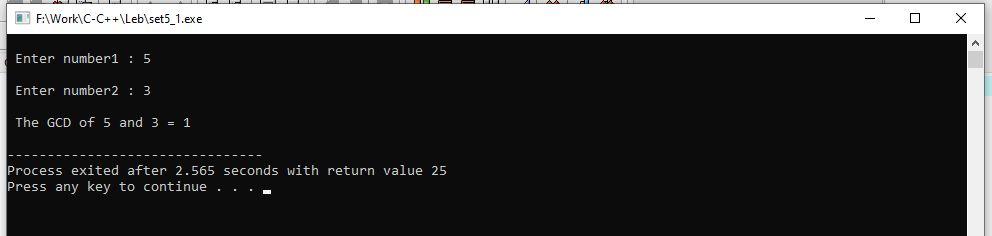 F:\Work\C-C++\Leb\set5_1.exe
Enter number1 : 5
Enter number2 : 3
The GCD of 5 and 3 = 1
--------------------------------
Process exited after 2.565 seconds with return value 25
Press any key to continue . . .